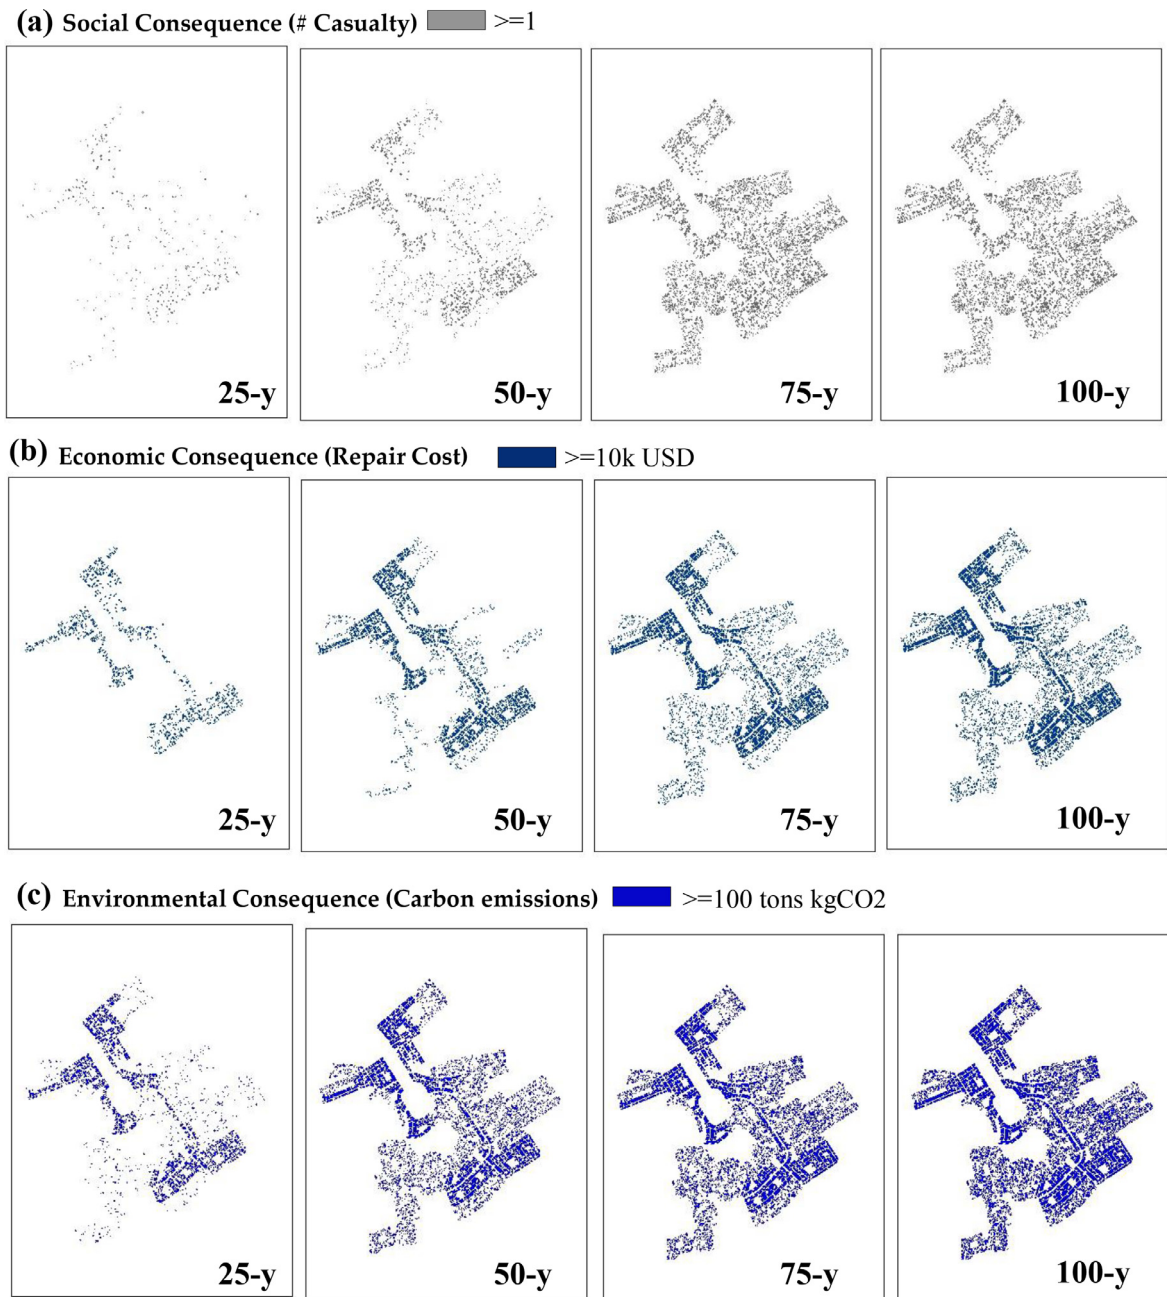 (a) Social Consequence (# Casualty) >=1
25-y 50-y 75-y 100-y
(b) Economic Consequence (Repair Cost) >=10k USD
25-y 50-y 75-y 100-y
(c) Environmental Consequence (Carbon emissions) >=100 tons kgCO2
25-y 50-y 75-y 100-y